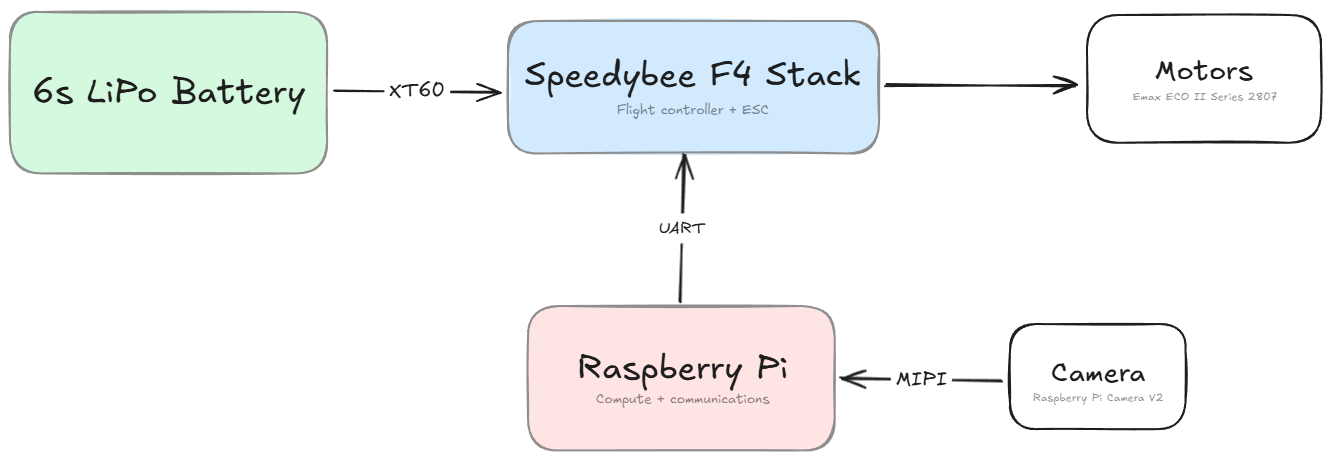 6s LiPo Battery
XT60
Speedybee F4 Stack
Flight controller + ESC
Motors
Emax ECO II Series 2807
UART
Raspberry Pi
Compute + communications
MIPI
Camera
Raspberry Pi Camera V2